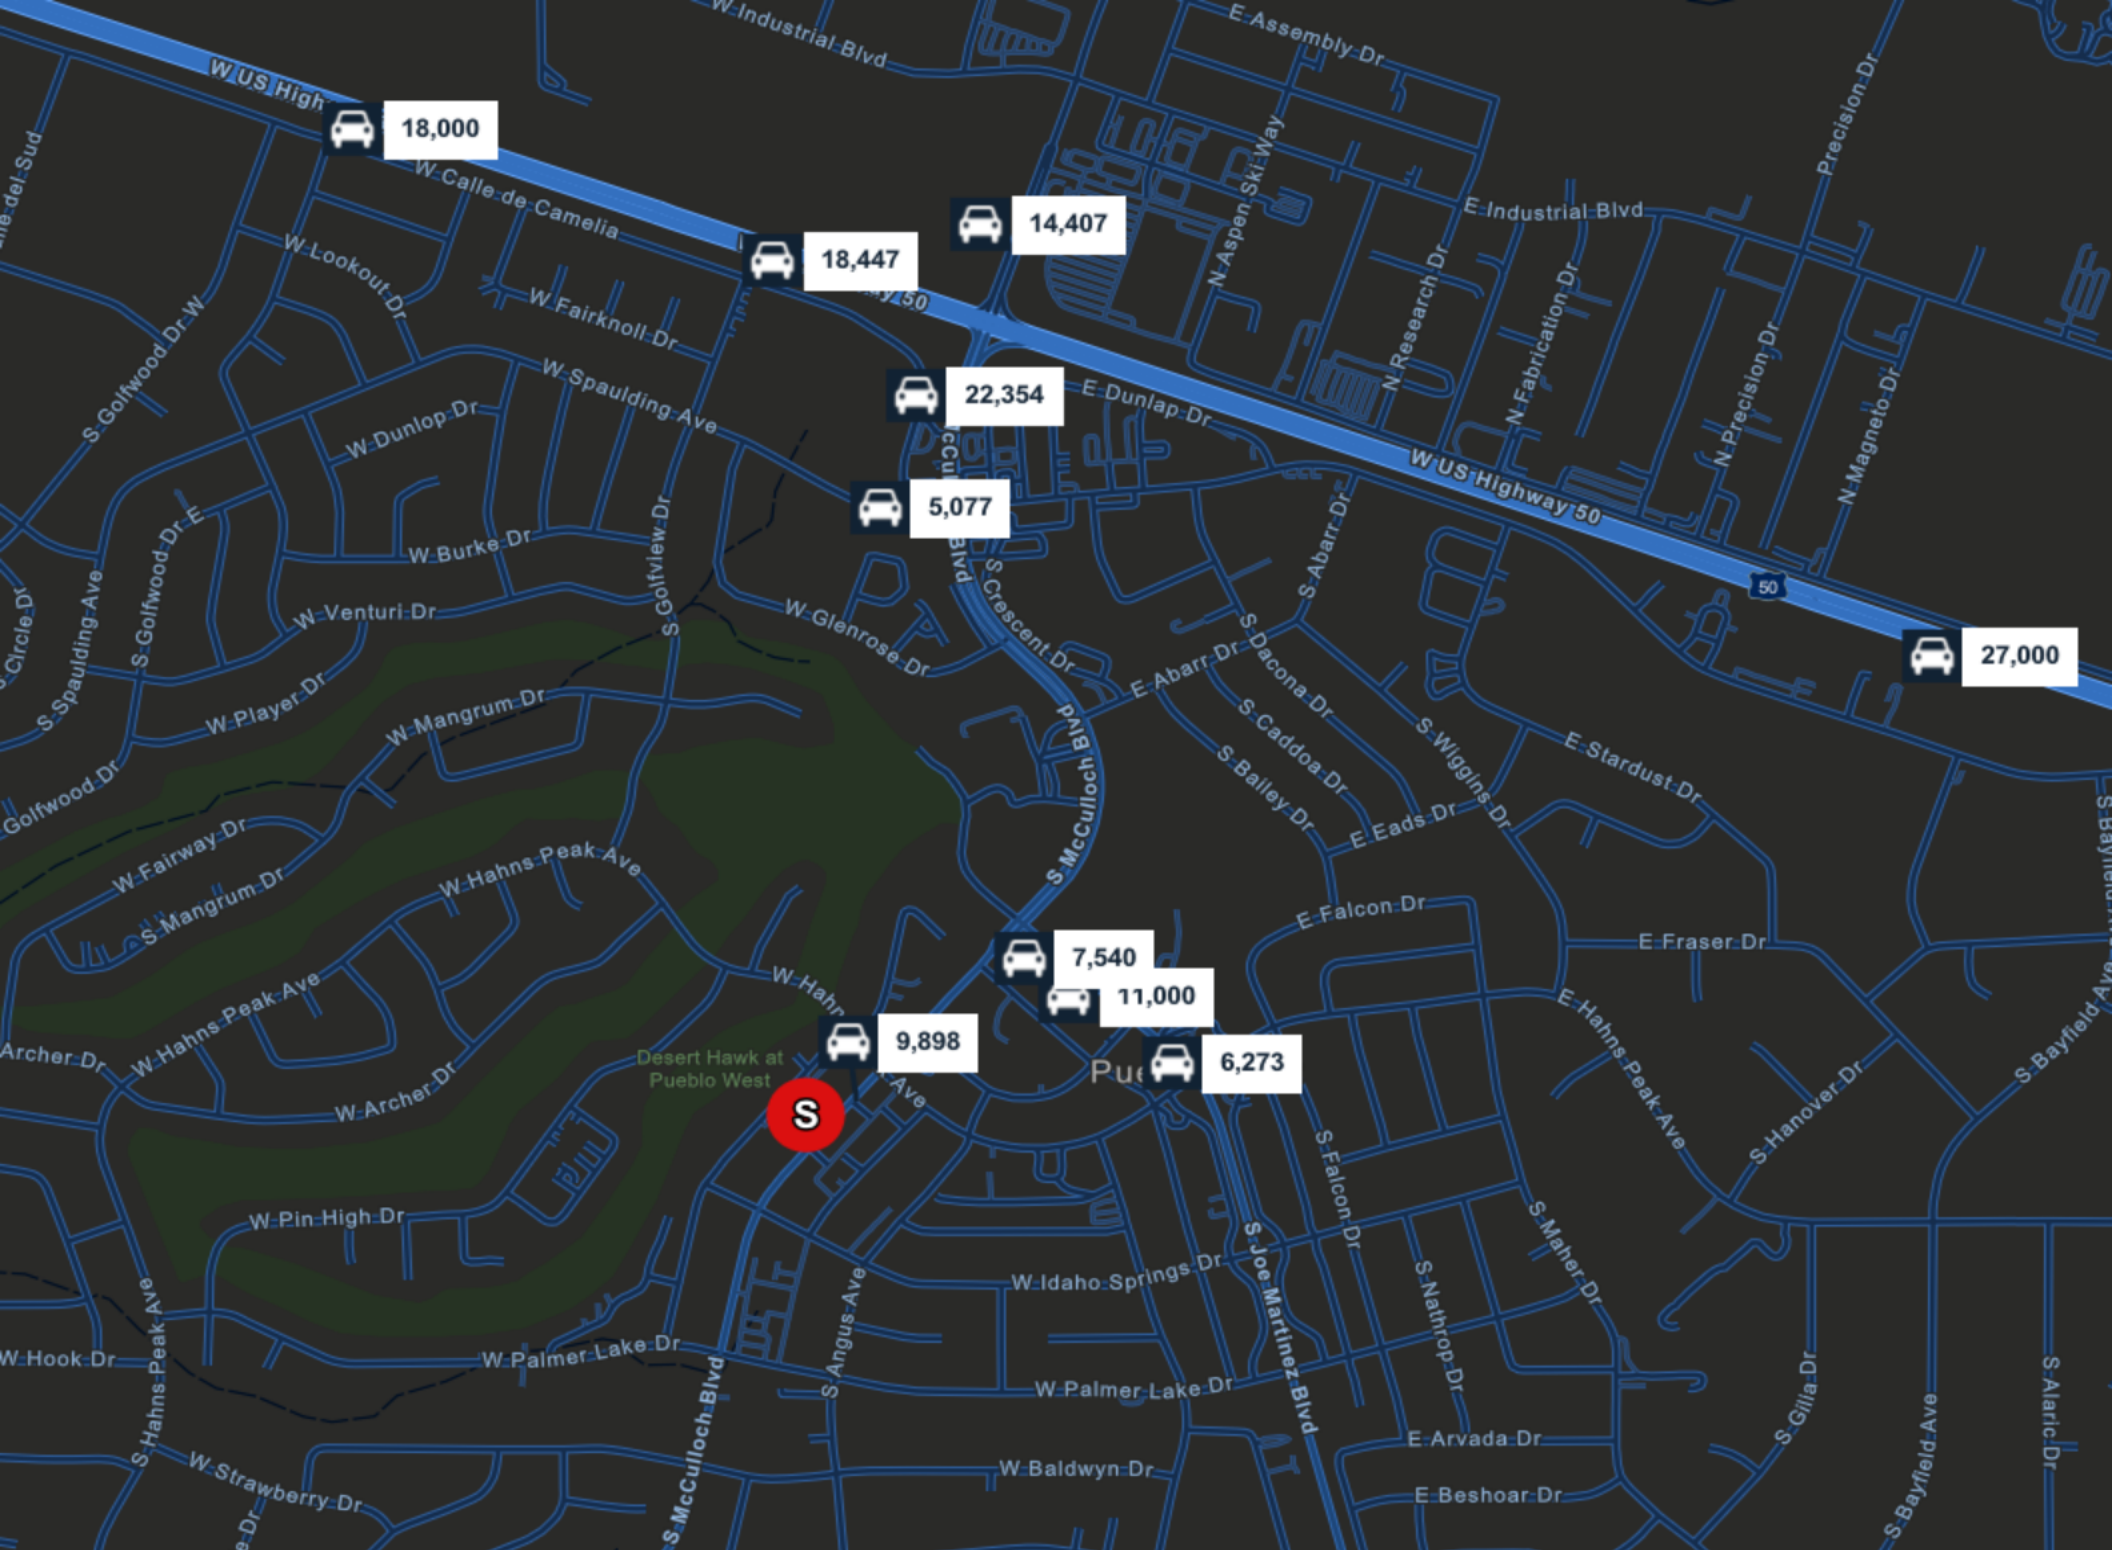 W Industrial Blvd
E Assembly Dr
W US High
18,000
Precision Dr
W Calle de Camelia
14,407
N Aspen Ski Way
E Industrial Blvd
W Lookout Dr
18,447
ay 50
W Fairknoll Dr
N Research Dr
N Fabrication Dr
S Golfwood Dr W
N Precision Dr
N Magneto Dr
W Spaulding Ave
22,354
E Dunlap Dr
W Dunlop Dr
W US Highway 50
5,077
Blvd
S Golfwood Dr E
W Burke Dr
S Golfview Dr
S Abarr Dr
50
S Circle Dr
S Spaulding Ave
W Venturi Dr
W Glenrose Dr
S Crescent Dr
S Dacona Dr
27,000
W Player Dr
W Mangrum Dr
E Abarr Dr
S McCulloch Blvd
S Caddoa Dr
S Bailey Dr
S Wiggins Dr
E Stardust Dr
Golfwood Dr
W Fairway Dr
S Mangrum Dr
W Hahns Peak Ave
E Eads Dr
E Falcon Dr
E Fraser Dr
W Hahns Peak Ave
W Hahn
7,540
11,000
9,898
Ave
6,273
Pue
Archer Dr
W Archer Dr
Desert Hawk at
Pueblo West
S
E Hahns Peak Ave
S Hanover Dr
S Bayfield Ave
S Falcon Dr
W Pin High Dr
S Maher Dr
W Idaho Springs Dr
S Joe Martinez Blvd
S Nathrop Dr
S Angus Ave
W Hook Dr
S Hahns Peak Ave
W Palmer Lake Dr
W Palmer Lake Dr
S McCulloch Blvd
S Gilia Dr
S Bayfield Ave
S Alaric Dr
E Arvada Dr
W Strawberry Dr
W Baldwyn Dr
E Beshoar Dr
e Dr